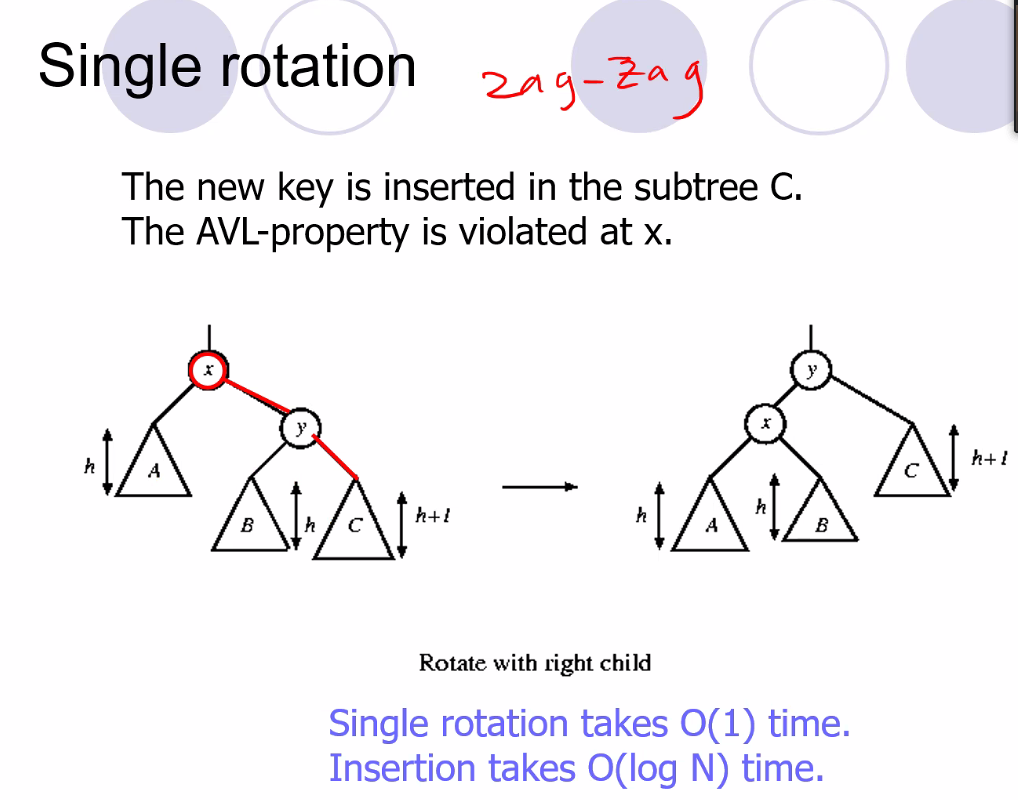 Single rotation zag-zag
The new key is inserted in the subtree C.
The AVL-property is violated at x.
x
y
h
A
B
h
C
h+1
y
x
C
h+1
h
A
h
B
Rotate with right child
Single rotation takes O(1) time.
Insertion takes O(log N) time.